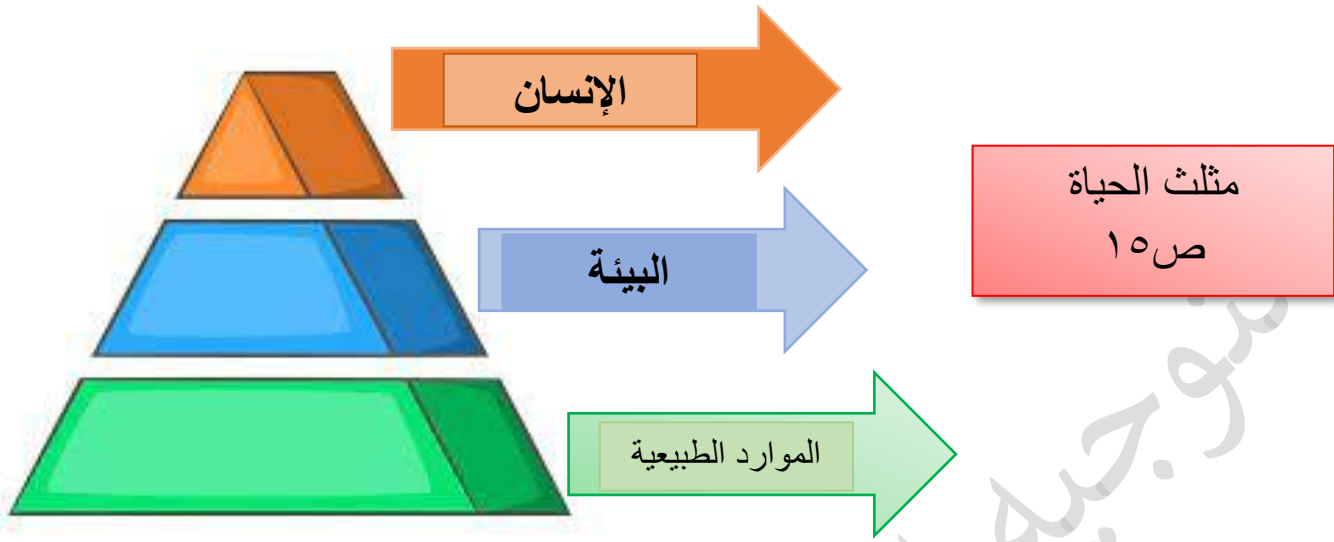 الإنسان
مثلث الحياة
ص١٥
البيئة
الموارد الطبيعية